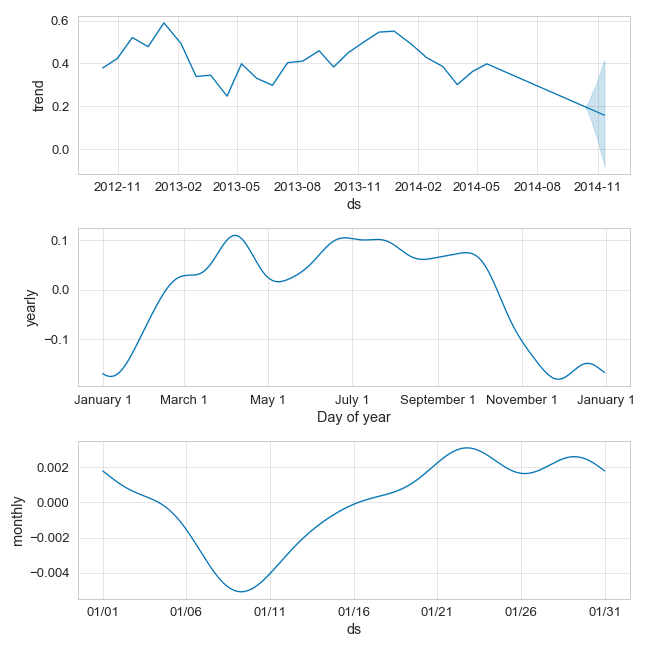 0.6
0.4
0.2
0.0
trend
2012-11 2013-02 2013-05 2013-08 2013-11 2014-02 2014-05 2014-08 2014-11
ds
0.1
0.0
−0.1
yearly
January 1 March 1 May 1 July 1 September 1 November 1 January 1
Day of year
0.002
0.000
−0.002
−0.004
monthly
01/01 01/06 01/11 01/16 01/21 01/26 01/31
ds